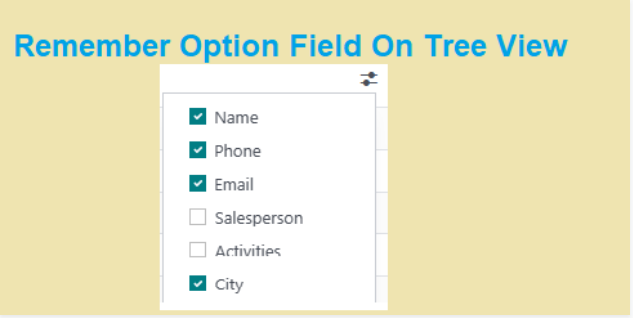 Remember Option Field On Tree View
Name
Phone
Email
Salesperson
Activities
City